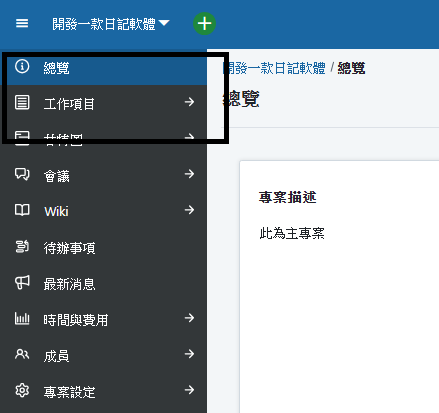 開發一款日記軟體
總覽
工作項目
甘特圖
會議
Wiki
待辦事項
最新消息
時間與費用
成員
專案設定
開發一款日記軟體 / 總覽
總覽
專案描述
此為主專案